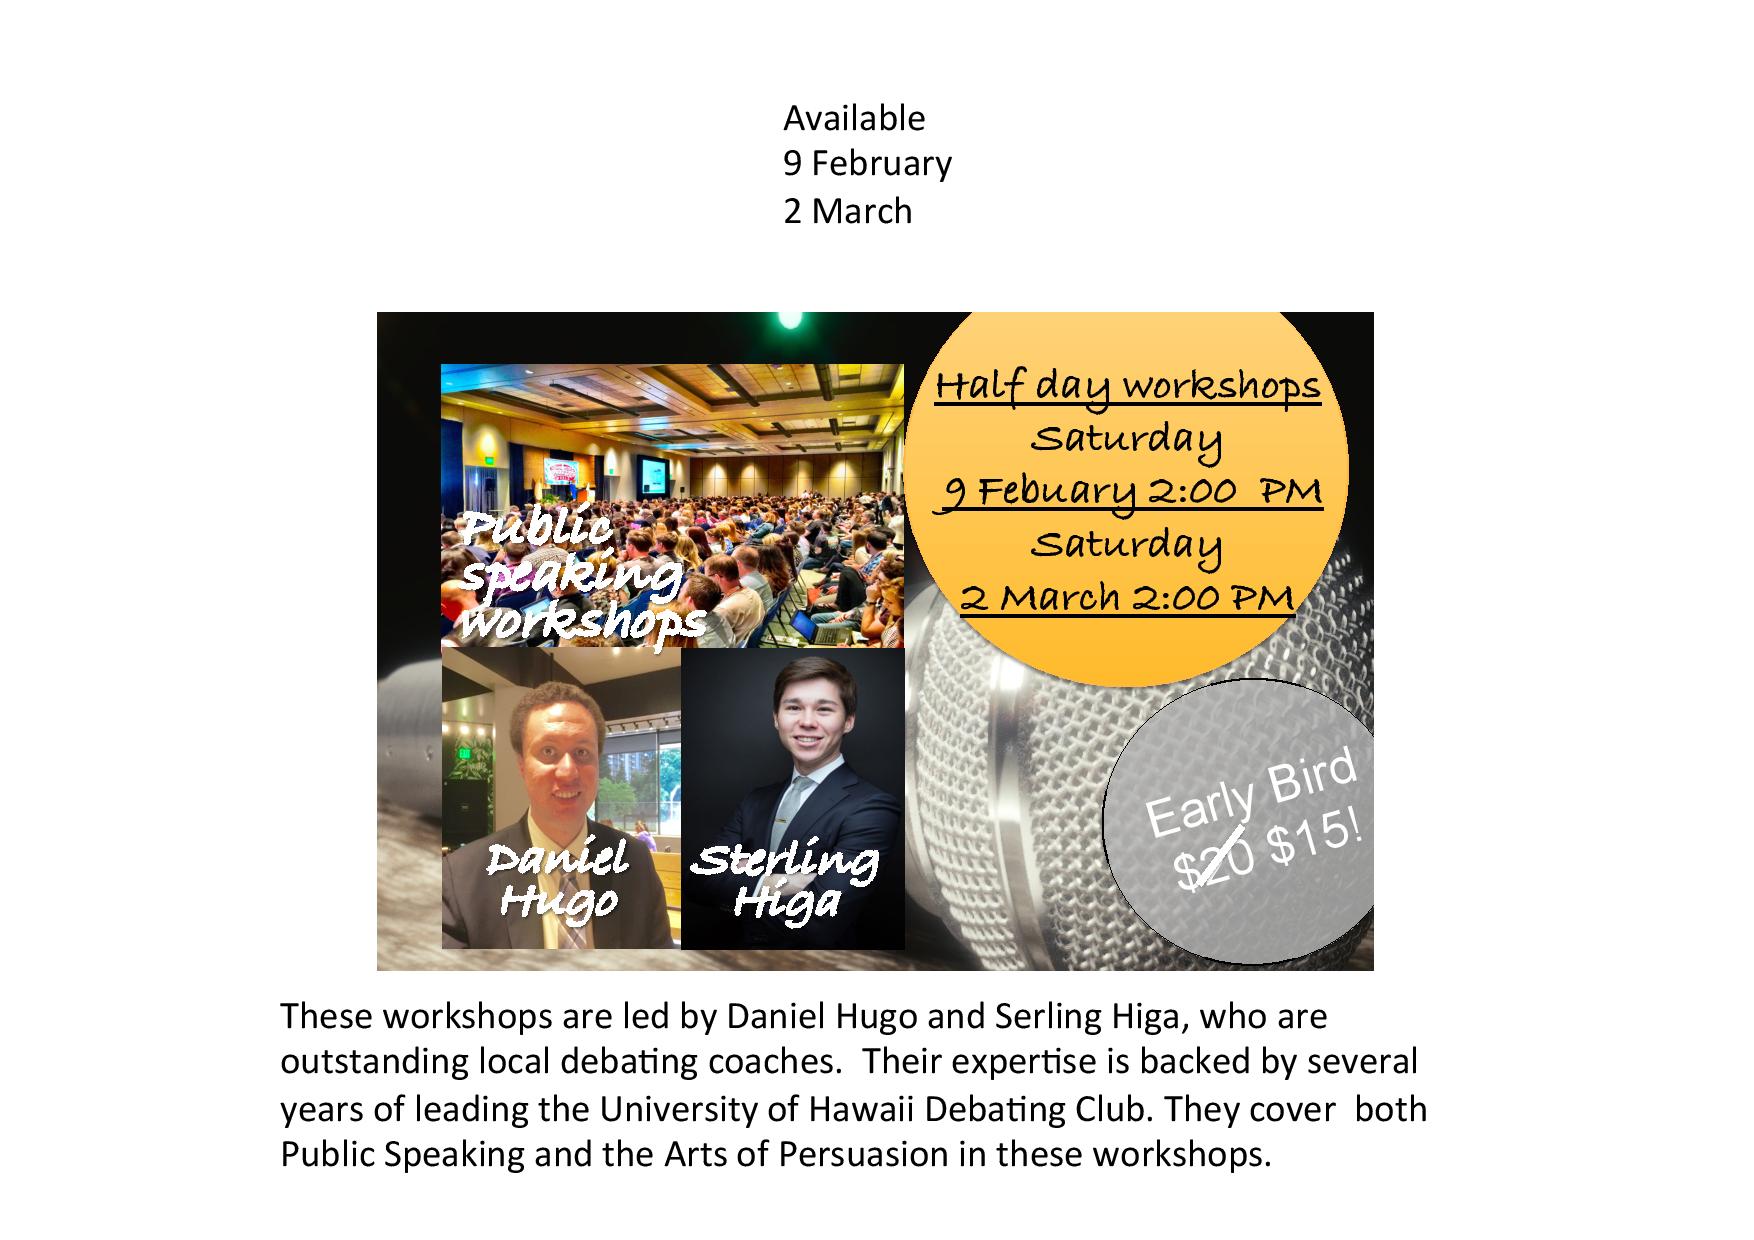 Available
9 February
2 March
Half day workshops
Saturday
9 Febuary 2:00 PM
Saturday
2 March 2:00 PM
Public
speaking
workshops
Daniel
Hugo
Sterling
Higa
Early Bird
$20 $15!
These workshops are led by Daniel Hugo and Serling Higa, who are
outstanding local debating coaches. Their expertise is backed by several
years of leading the University of Hawaii Debating Club. They cover both
Public Speaking and the Arts of Persuasion in these workshops.